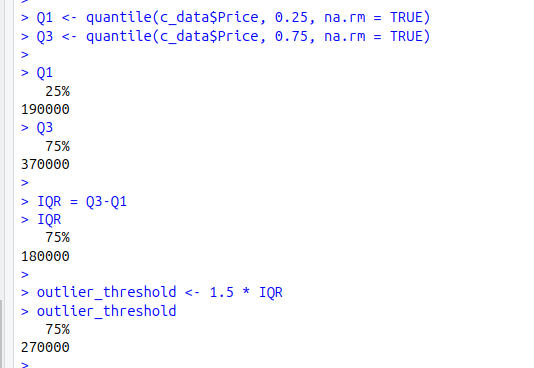 > Q1 <- quantile(c_data$Price, 0.25, na.rm = TRUE)
> Q3 <- quantile(c_data$Price, 0.75, na.rm = TRUE)
>
> Q1
   25%
190000
> Q3
   75%
370000
>
> IQR = Q3-Q1
> IQR
   75%
180000
>
> outlier_threshold <- 1.5 * IQR
> outlier_threshold
   75%
270000
>